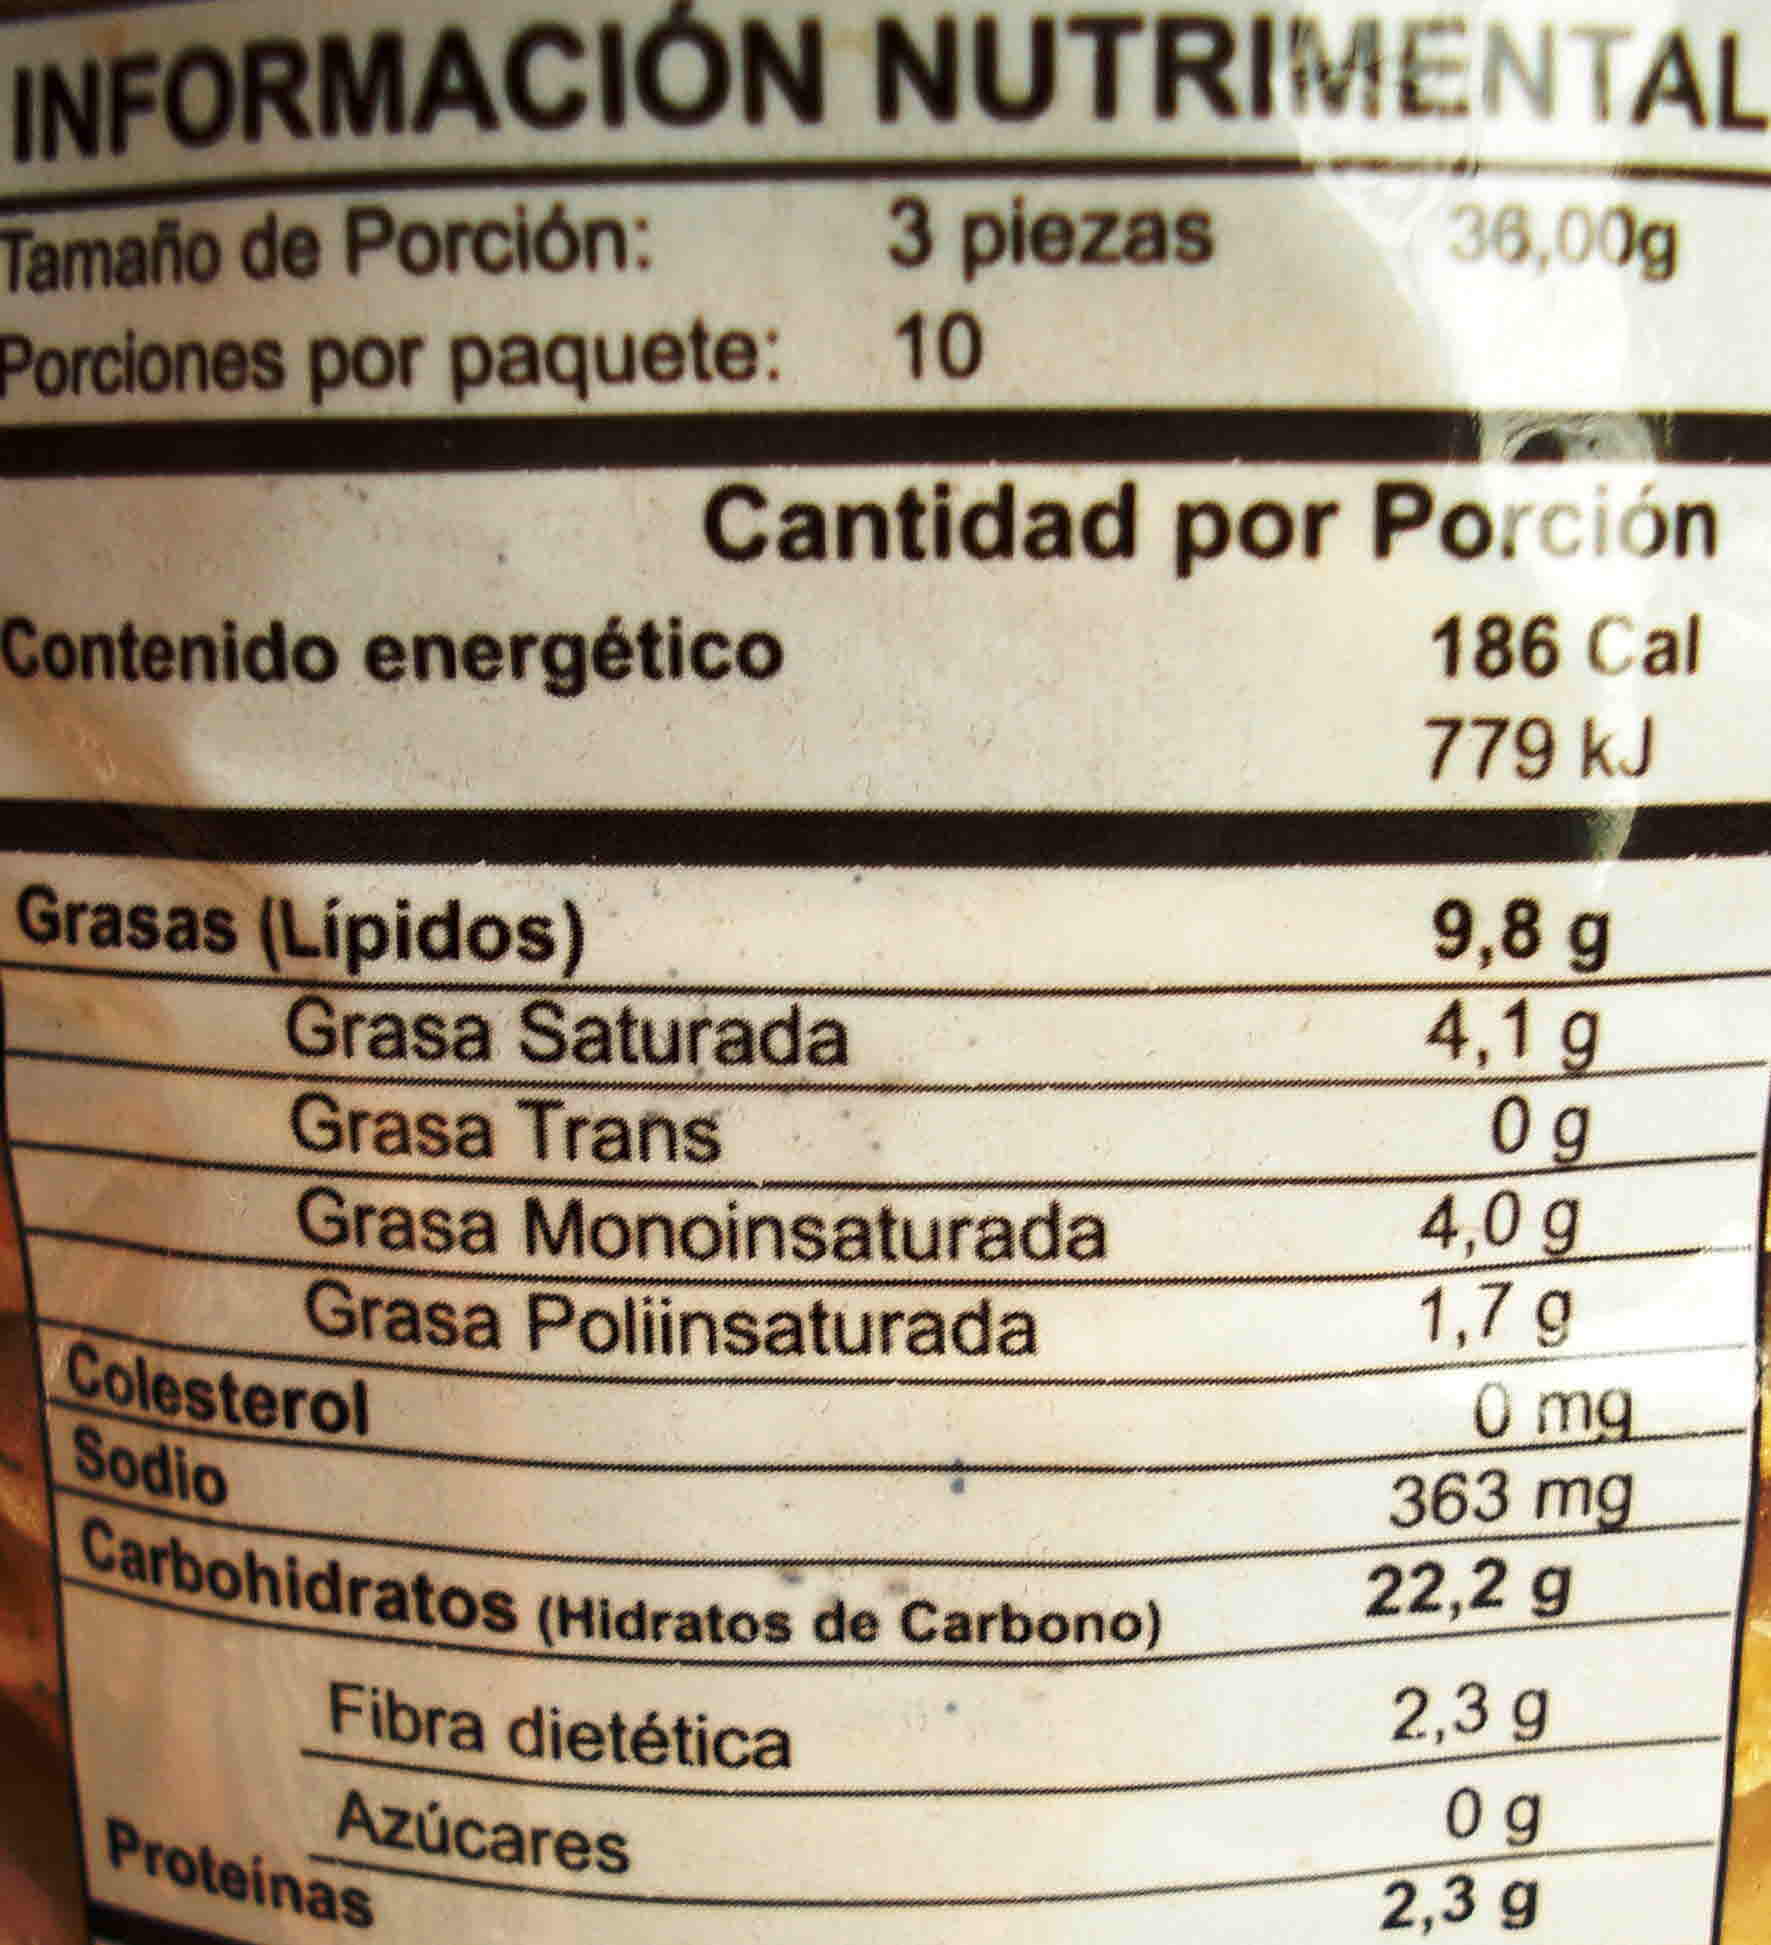 INFORMACIÓN NUTRIMENTAL
Tamaño de Porción: 3 piezas 36,00g
Porciones por paquete: 10
Cantidad por Porción
Contenido energético 186 Cal
779 kJ
Grasas (Lípidos) 9,8 g
Grasa Saturada 4,1 g
Grasa Trans 0 g
Grasa Monoinsaturada 4,0 g
Grasa Poliinsaturada 1,7 g
Colesterol 0 mg
Sodio 363 mg
Carbohidratos (Hidratos de Carbono) 22,2 g
Fibra dietética 2,3 g
Azúcares 0 g
Proteínas 2,3 g